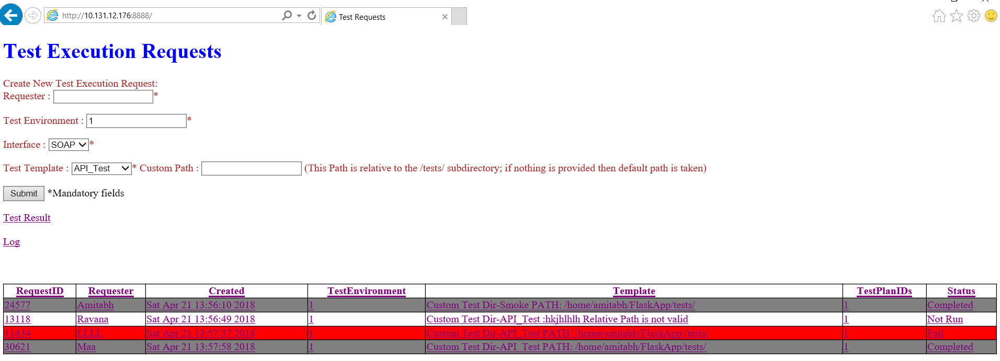 http://10.131.12.176:8888/
Test Requests
Test Execution Requests
Create New Test Execution Request:
Requester : *
Test Environment : 1 *
Interface : SOAP *
Test Template : API_Test * Custom Path : (This Path is relative to the /tests/ subdirectory; if nothing is provided then default path is taken)
Submit *Mandatory fields
Test Result
Log
RequestID Requester Created TestEnvironment Template TestPlanIDs Status
24577 Amitabh Sat Apr 21 13:56:10 2018 1 Custom Test Dir-Smoke PATH: /home/amitabh/FlaskApp/tests/ 1 Completed
13118 Ravana Sat Apr 21 13:56:49 2018 1 Custom Test Dir-API_Test :hkjhlhlh Relative Path is not valid 1 Not Run
11434 LLLL Sat Apr 21 13:57:37 2018 1 Custom Test Dir-API_Test PATH: /home/amitabh/FlaskApp//tests/ 1 Fail
30621 Maa Sat Apr 21 13:57:58 2018 1 Custom Test Dir-API_Test PATH: /home/amitabh/FlaskApp/tests/ 1 Completed